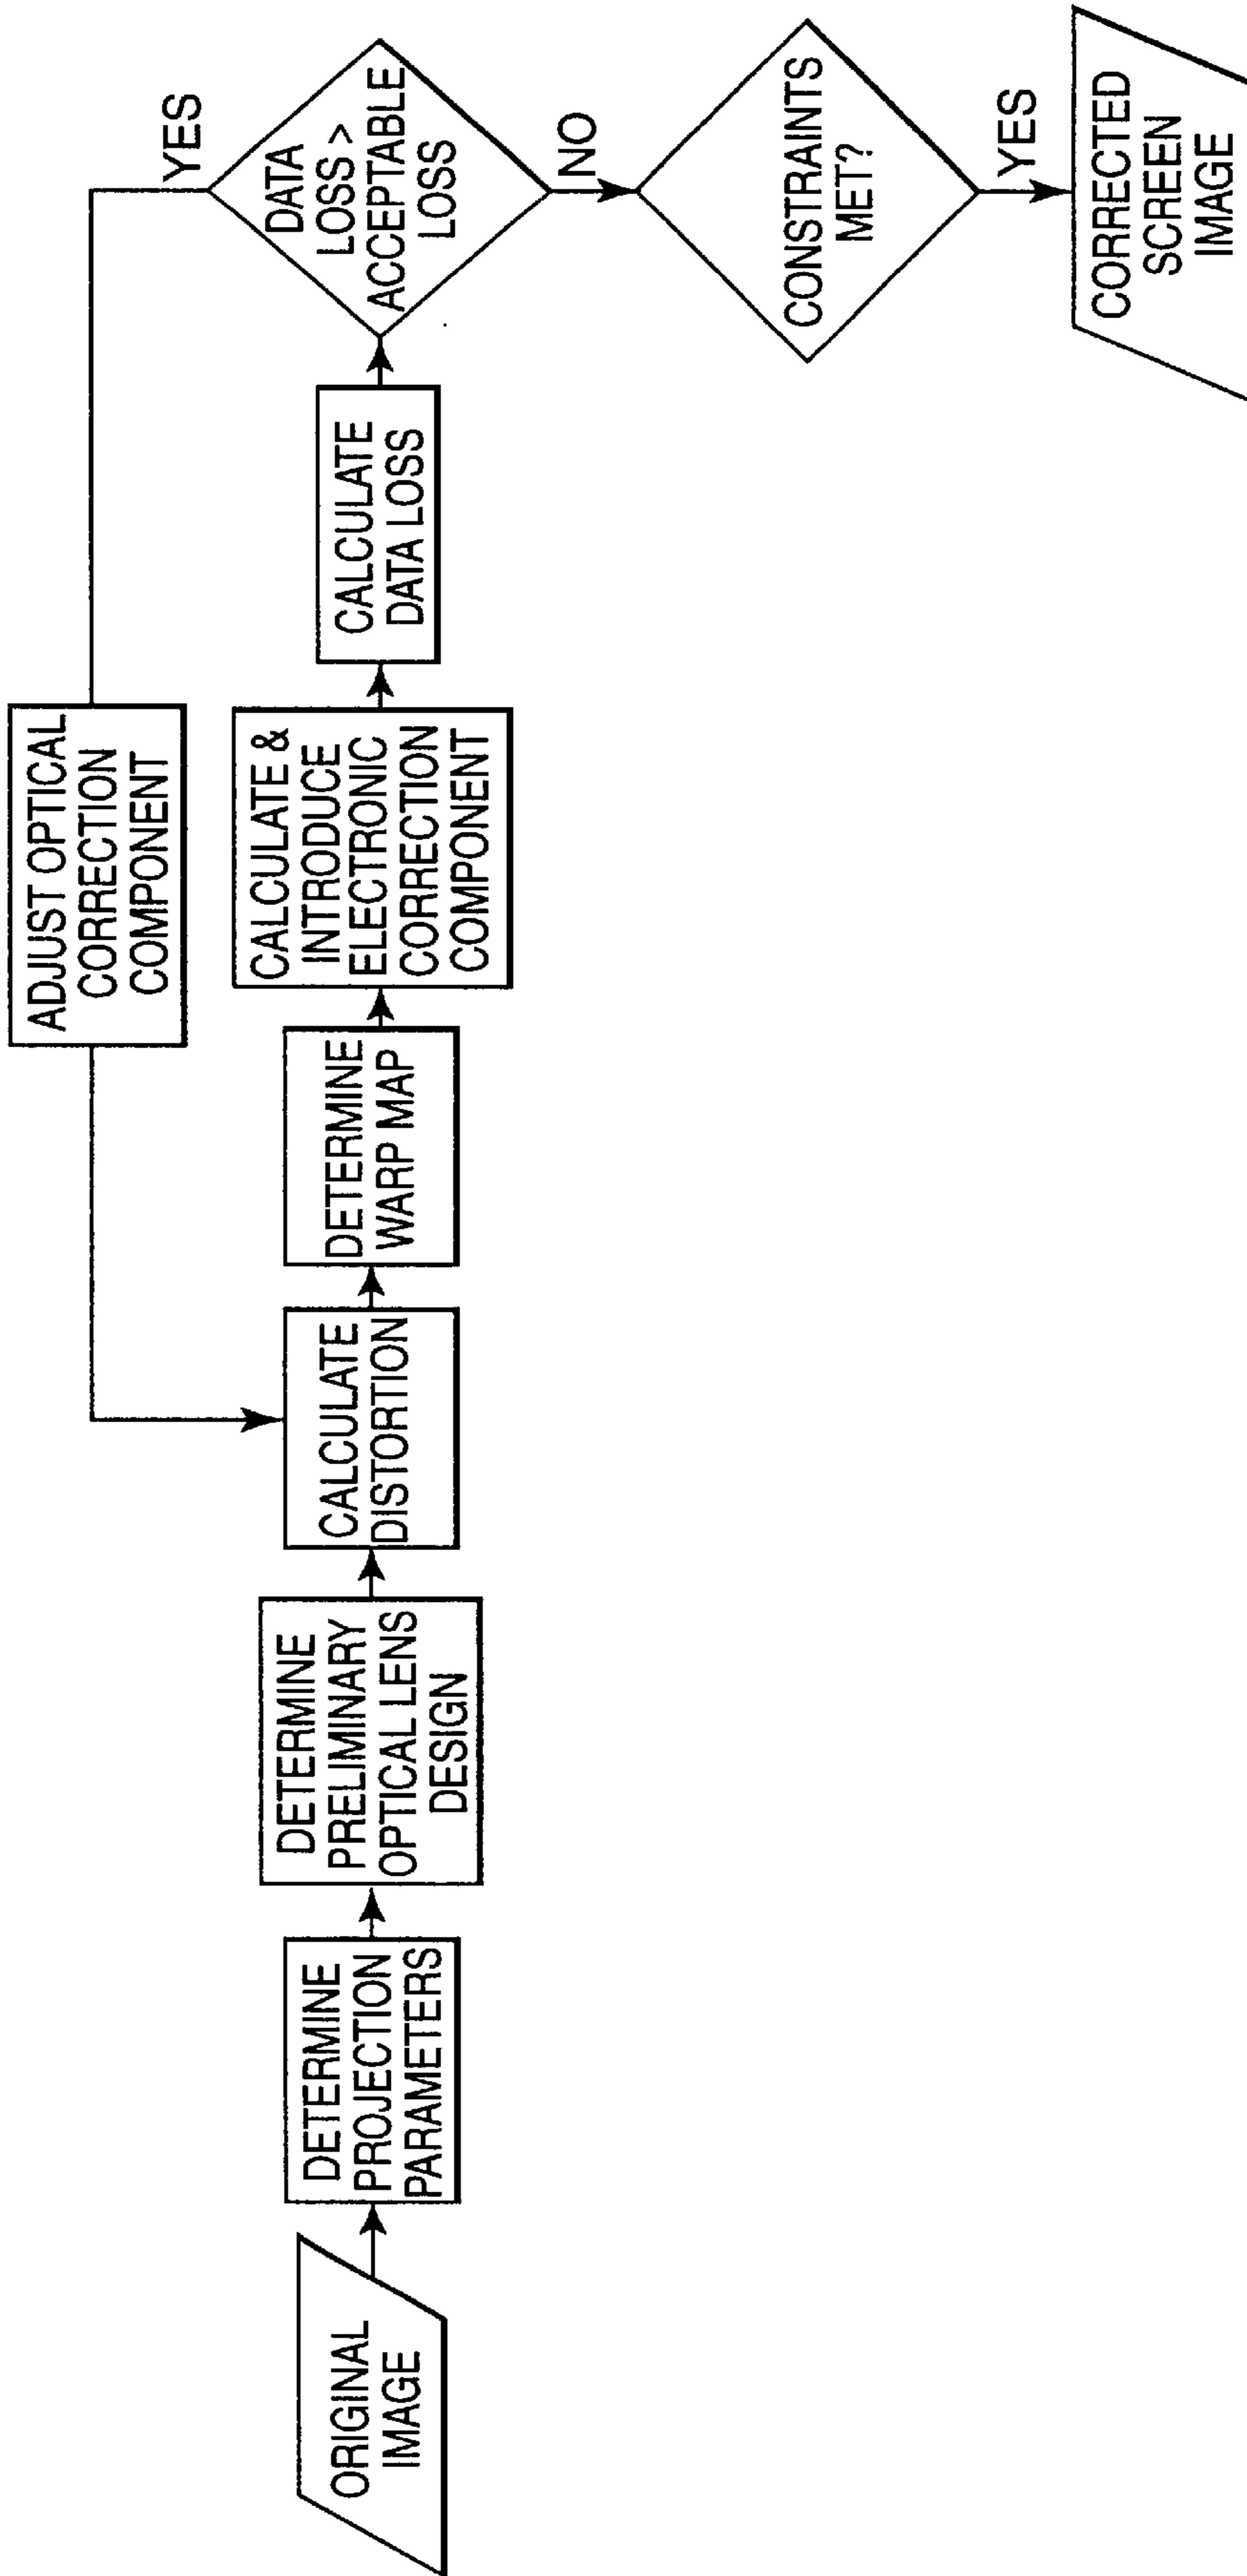 ORIGINAL
IMAGE
DETERMINE
PROJECTION
PARAMETERS
DETERMINE
PRELIMINARY
OPTICAL LENS
DESIGN
CALCULATE
DISTORTION
DETERMINE
WARP MAP
CALCULATE &
INTRODUCE
ELECTRONIC
CORRECTION
COMPONENT
CALCULATE
DATA LOSS
DATA
LOSS >
ACCEPTABLE
LOSS
YES
ADJUST OPTICAL
CORRECTION
COMPONENT
NO
CONSTRAINTS
MET?
YES
CORRECTED
SCREEN
IMAGE